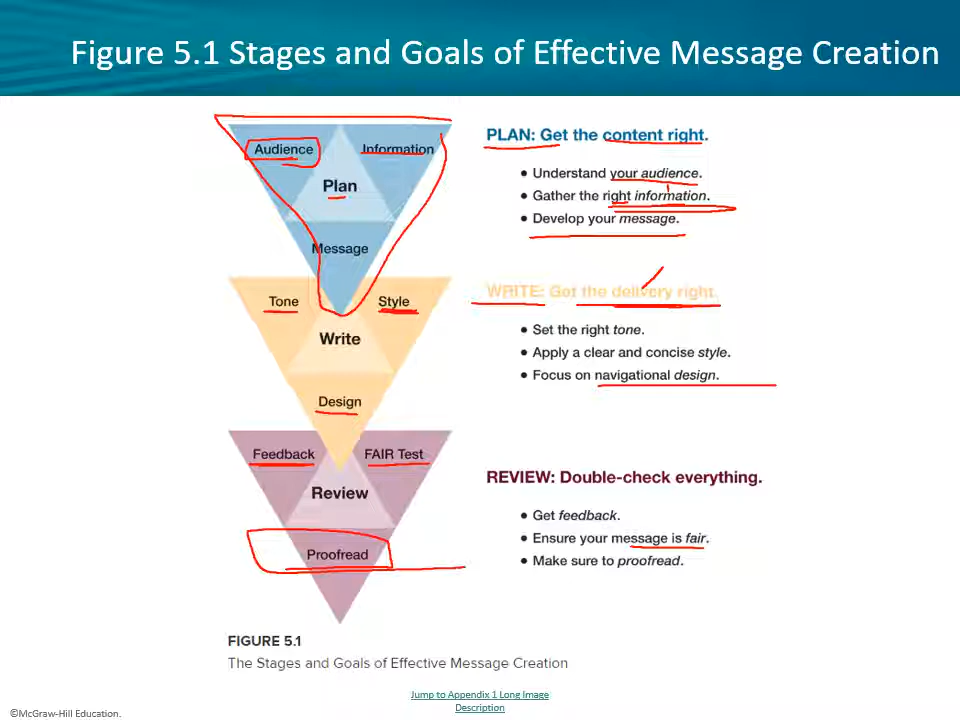 Figure 5.1 Stages and Goals of Effective Message Creation
Audience
Information
Plan
Message
PLAN: Get the content right.
• Understand your audience.
• Gather the right information.
• Develop your message.
Tone
Style
Write
Design
WRITE: Get the delivery right.
• Set the right tone.
• Apply a clear and concise style.
• Focus on navigational design.
Feedback
FAIR Test
Review
Proofread
REVIEW: Double-check everything.
• Get feedback.
• Ensure your message is fair.
• Make sure to proofread.
FIGURE 5.1
The Stages and Goals of Effective Message Creation
Jump to Appendix 1 Long Image
Description
©McGraw-Hill Education.